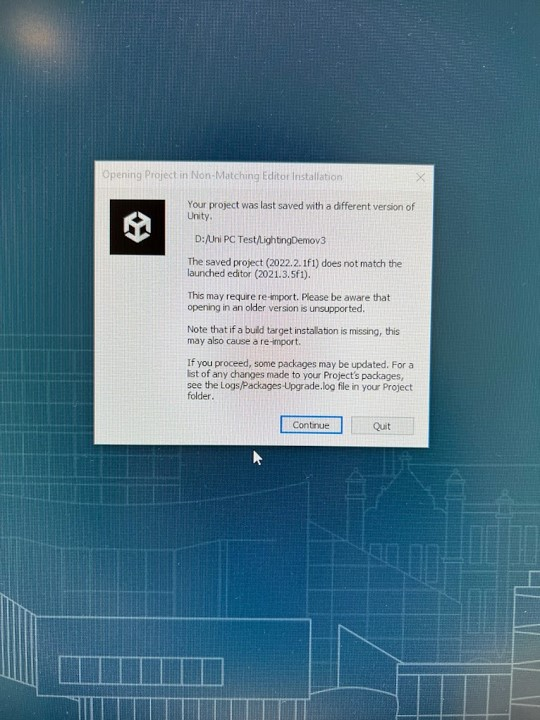 Opening Project in Non-Matching Editor Installation
Your project was last saved with a different version of
Unity.
D:/Uni PC Test/LightingDemov3
The saved project (2022.2.1f1) does not match the
launched editor (2021.3.5f1).
This may require re-import. Please be aware that
opening in an older version is unsupported.
Note that if a build target installation is missing, this
may also cause a re-import.
If you proceed, some packages may be updated. For a
list of any changes made to your Project's packages,
see the Logs/Packages-Upgrade.log file in your Project
folder.
Continue
Quit